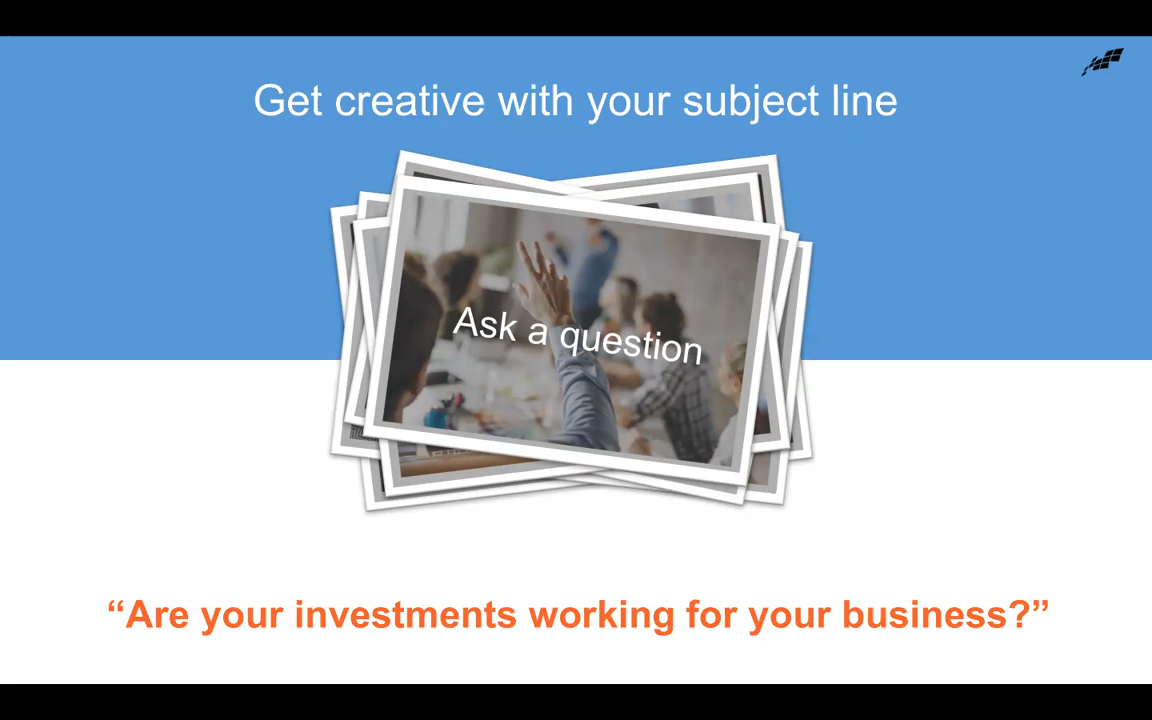 Get creative with your subject line
Ask a question
“Are your investments working for your business?”